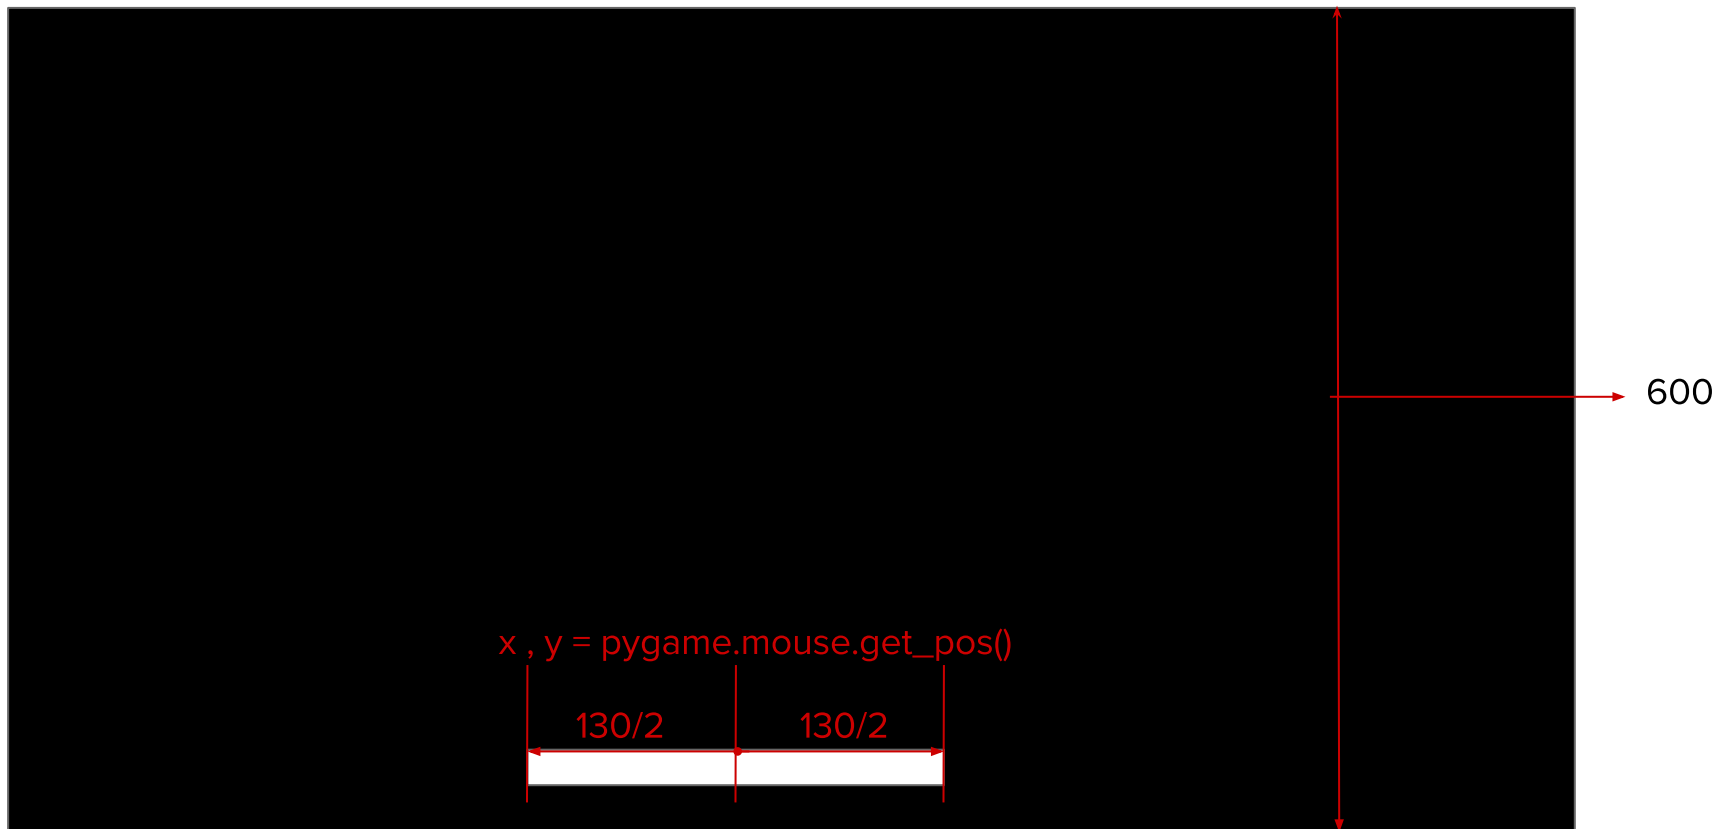 600
x , y = pygame.mouse.get_pos()
130/2 130/2